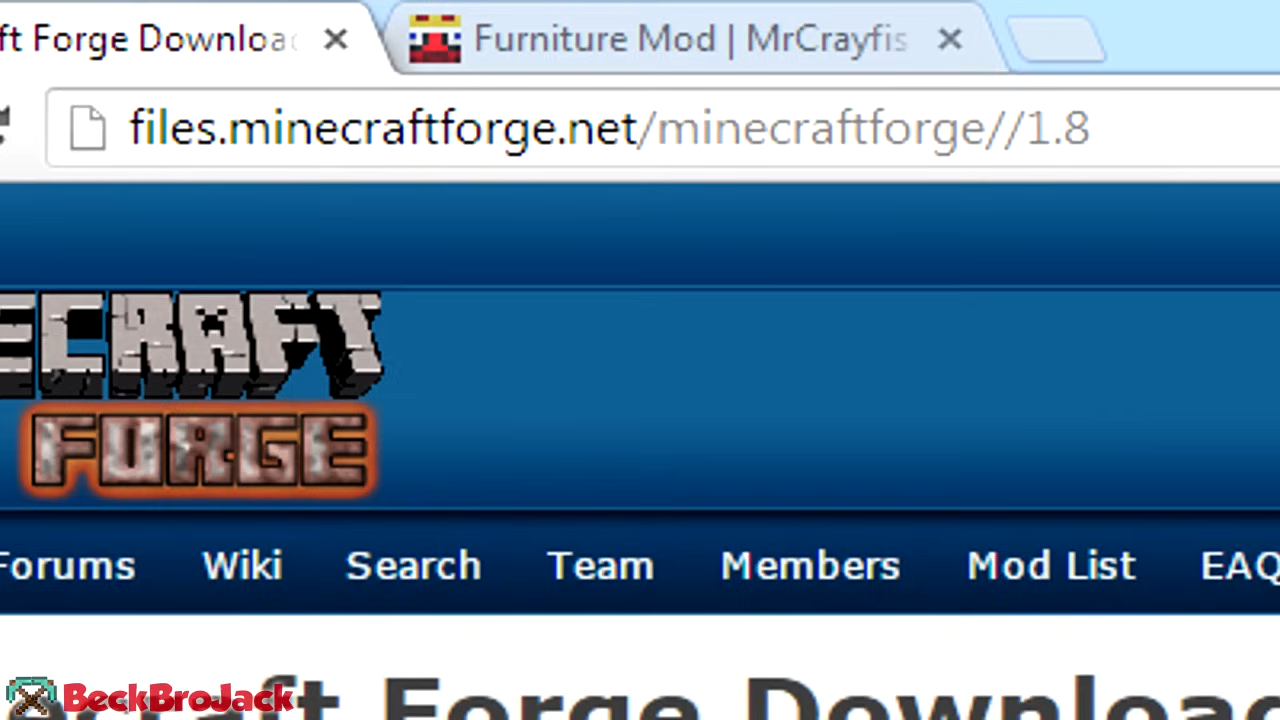 ft Forge Downloa Furniture Mod | MrCrayfis
files.minecraftforge.net/minecraftforge//1.8
ECRAFT
FORGE
Forums Wiki Search Team Members Mod List
craft Forge Download
BeckBroJack